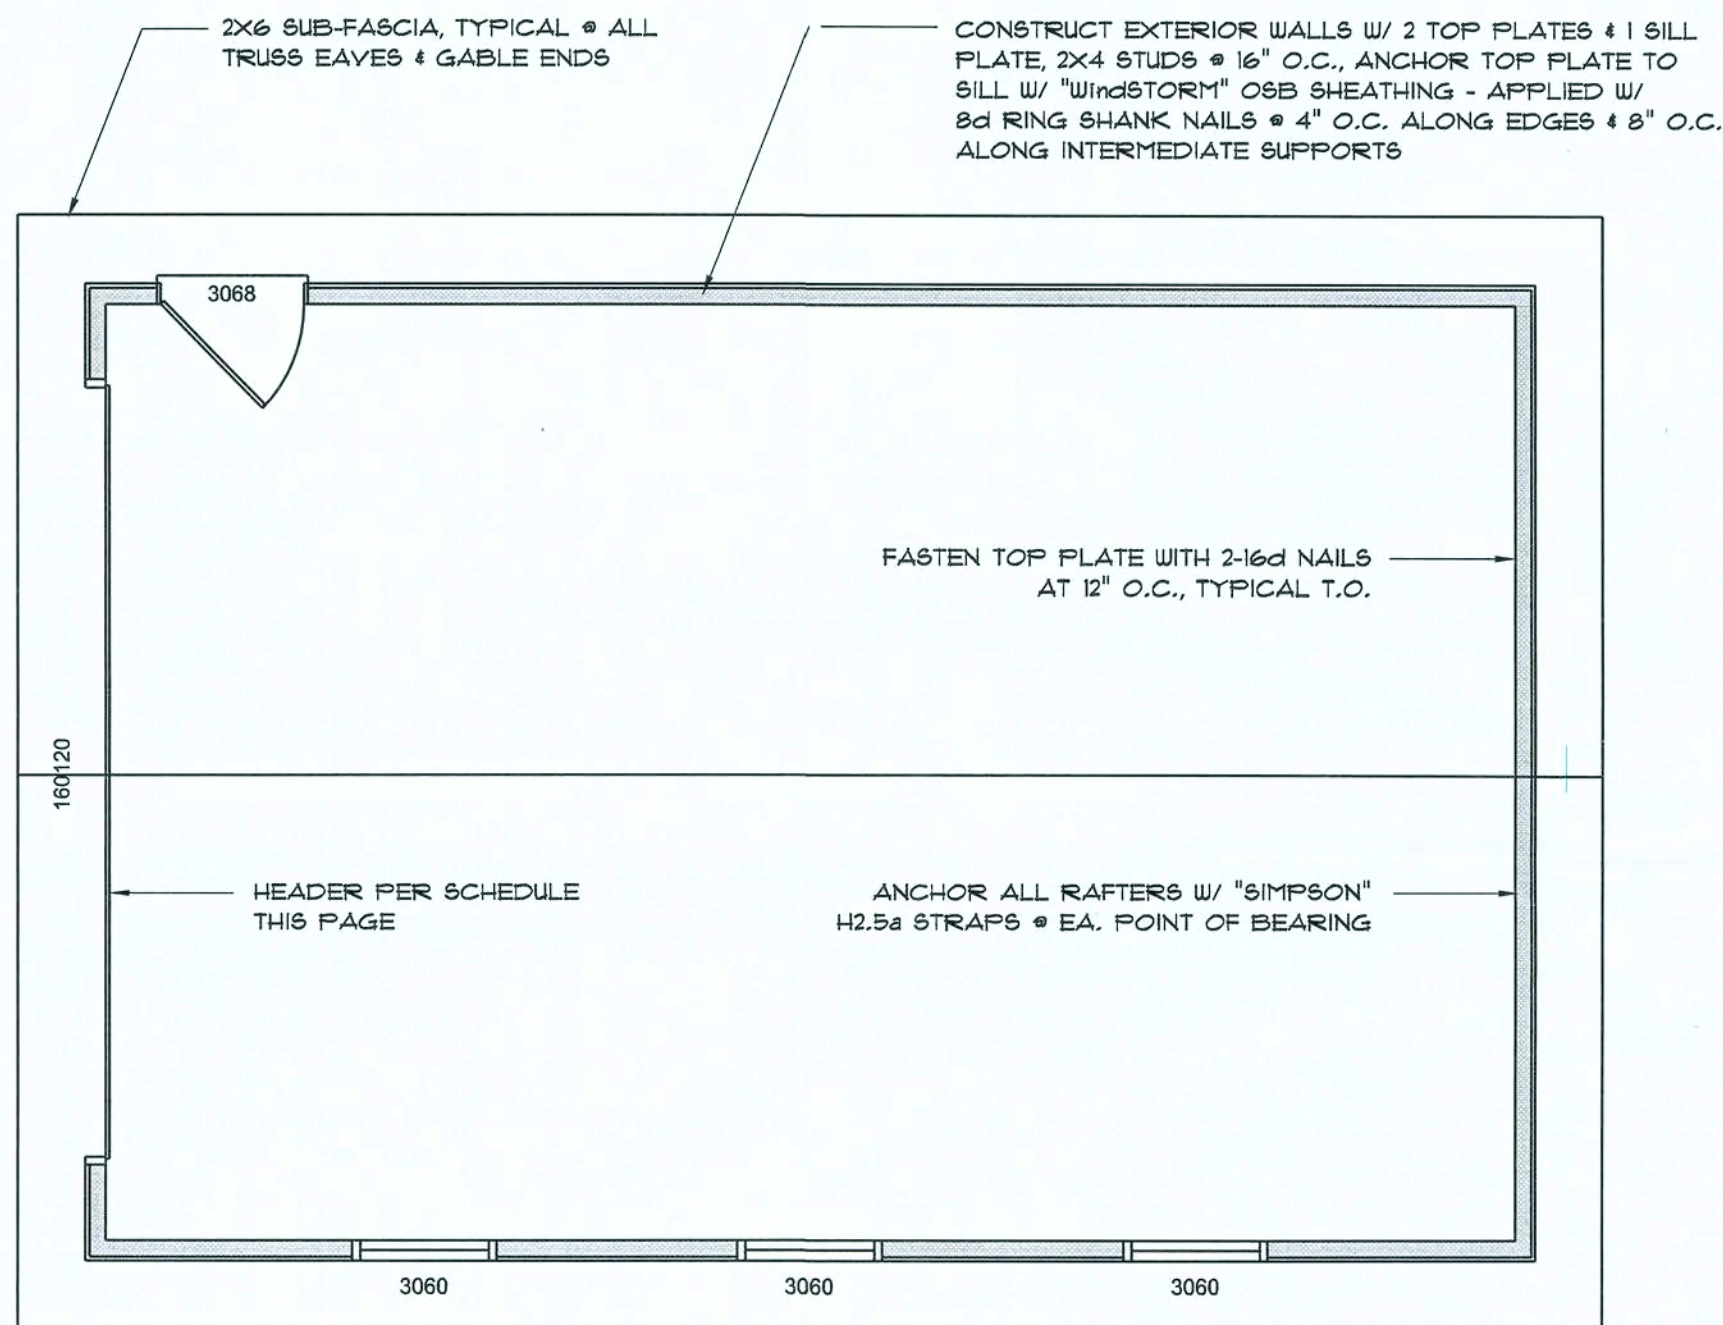 2X6 SUB-FASCIA, TYPICAL @ ALL
TRUSS EAVES & GABLE ENDS
CONSTRUCT EXTERIOR WALLS W/ 2 TOP PLATES & 1 SILL
PLATE, 2X4 STUDS @ 16" O.C., ANCHOR TOP PLATE TO
SILL W/ "WindSTORM" OSB SHEATHING - APPLIED W/
8d RING SHANK NAILS @ 4" O.C. ALONG EDGES & 8" O.C.
ALONG INTERMEDIATE SUPPORTS
3068
FASTEN TOP PLATE WITH 2-16d NAILS
AT 12" O.C., TYPICAL T.O.
160120
HEADER PER SCHEDULE
THIS PAGE
ANCHOR ALL RAFTERS W/ "SIMPSON"
H2.5a STRAPS @ EA. POINT OF BEARING
3060
3060
3060